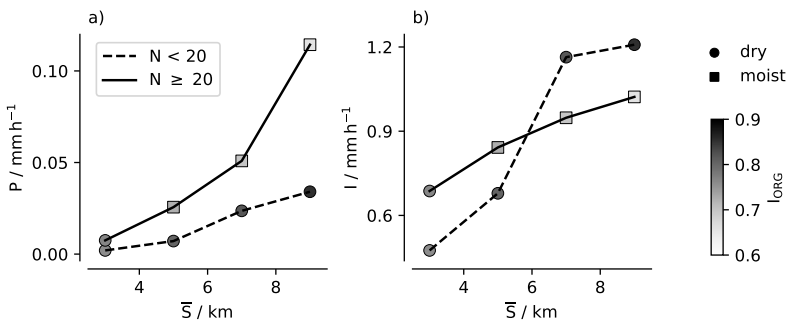 a)
P / mm h⁻¹
0.10
0.05
0.00
N < 20
N ≥ 20
4
6
8
S̅ / km
b)
I / mm h⁻¹
1.2
0.9
0.6
4
6
8
S̅ / km
dry
moist
0.9
0.8
0.7
0.6
I_ORG